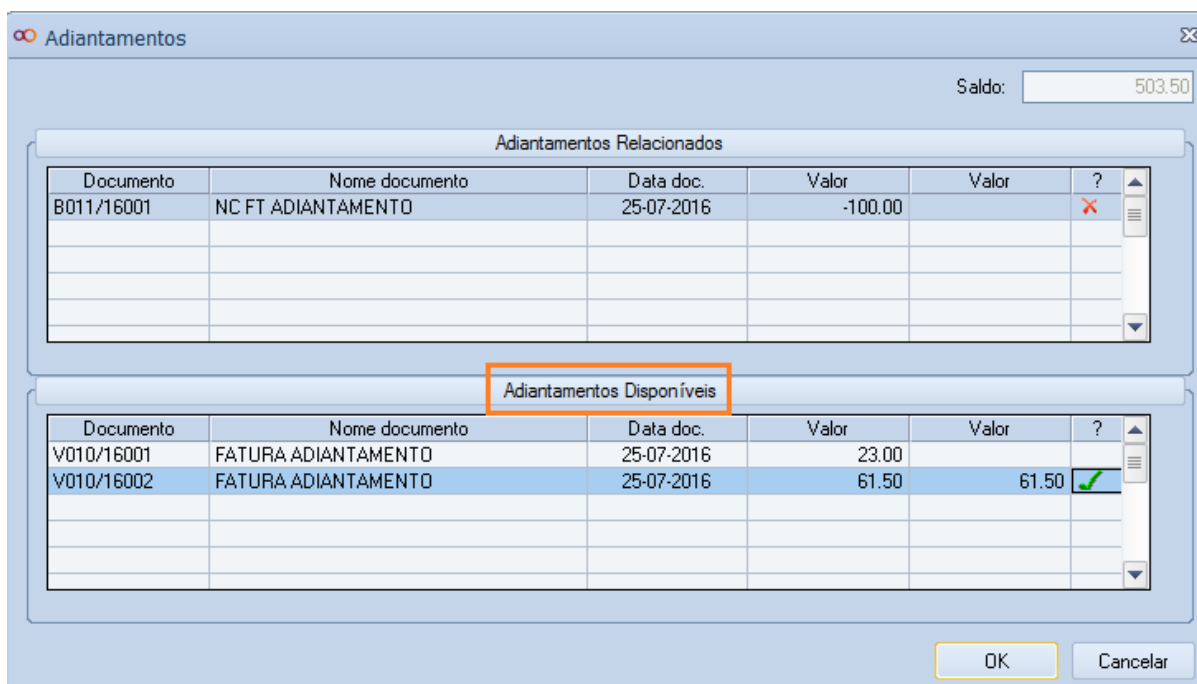 Adiantamentos
Saldo: 503.50
Adiantamentos Relacionados
Documento Nome documento Data doc. Valor Valor ?
B011/16001 NC FT ADIANTAMENTO 25-07-2016 -100.00
Adiantamentos Disponíveis
Documento Nome documento Data doc. Valor Valor ?
V010/16001 FATURA ADIANTAMENTO 25-07-2016 23.00
V010/16002 FATURA ADIANTAMENTO 25-07-2016 61.50 61.50
OK Cancelar